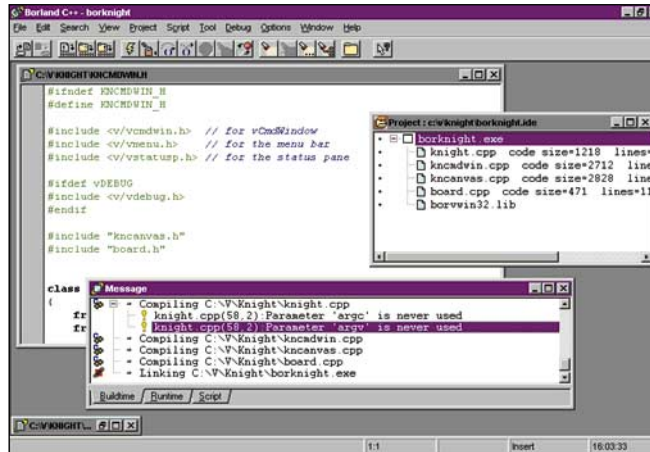 Borland C++ - borknight
File Edit Search View Project Script Tool Debug Options Window Help
C:\V\KNIGHT\KNCMDWIN.H
#ifndef KNCMDWIN_H
#define KNCMDWIN_H
#include <v/vcmdwin.h> // for vCmdWindow
#include <v/vmenu.h> // for the menu bar
#include <v/vstatusp.h> // for the status pane
#ifdef vDEBUG
#include <v/vdebug.h>
#endif
#include "kncanvas.h"
#include "board.h"
class
{
fr
fr
Project : c:\v\knight\borknight.ide
borknight.exe
knight.cpp code size=1218 lines=
kncmdwin.cpp code size=2712 line
kncanvas.cpp code size=2828 line
board.cpp code size=471 lines=11
borvwin32.lib
Message
Compiling C:\V\Knight\knight.cpp
knight.cpp(58,2):Parameter 'argc' is never used
knight.cpp(58,2):Parameter 'argv' is never used
Compiling C:\V\Knight\kncmdwin.cpp
Compiling C:\V\Knight\kncanvas.cpp
Compiling C:\V\Knight\board.cpp
Linking C:\V\Knight\borknight.exe
Buildtime Runtime Script
C:\V\KNIGHT\...
1:1 Insert 16:03:33